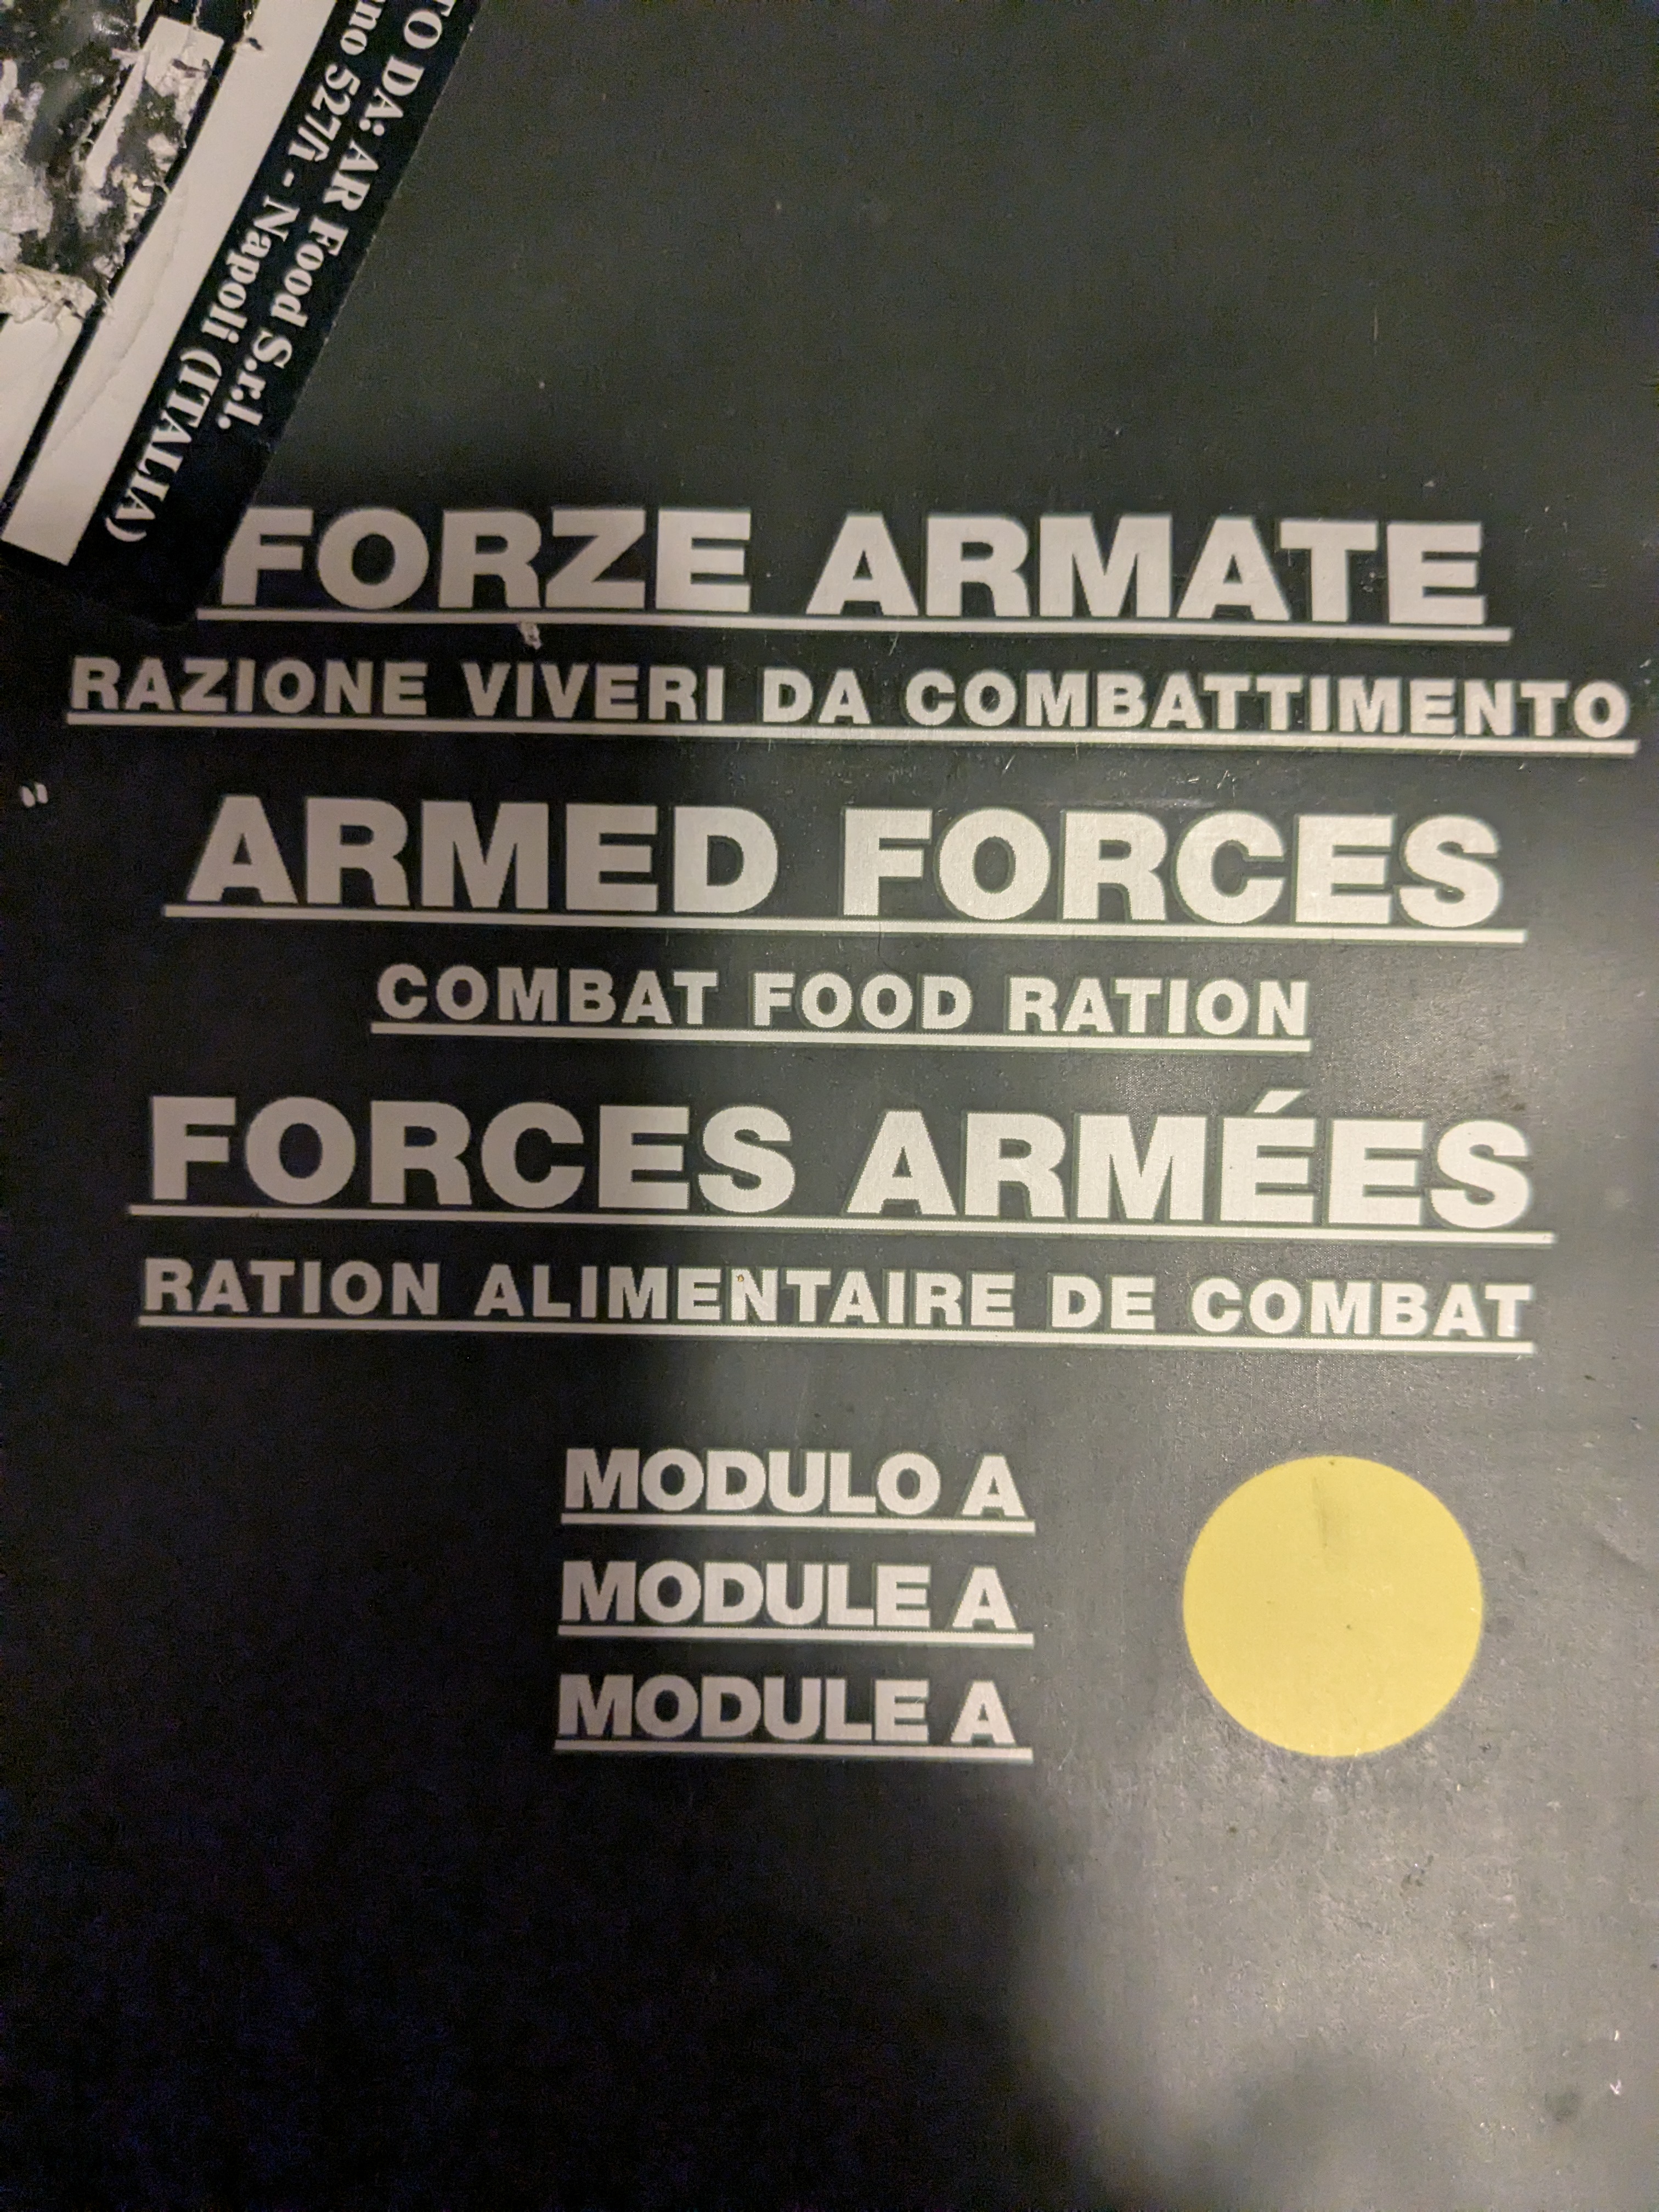 TO DA: AR Food S.r.l.
527/i - Napoli (ITALIA)
FORZE ARMATE
RAZIONE VIVERI DA COMBATTIMENTO
"
ARMED FORCES
COMBAT FOOD RATION
FORCES ARMÉES
RATION ALIMENTAIRE DE COMBAT
MODULO A
MODULE A
MODULE A